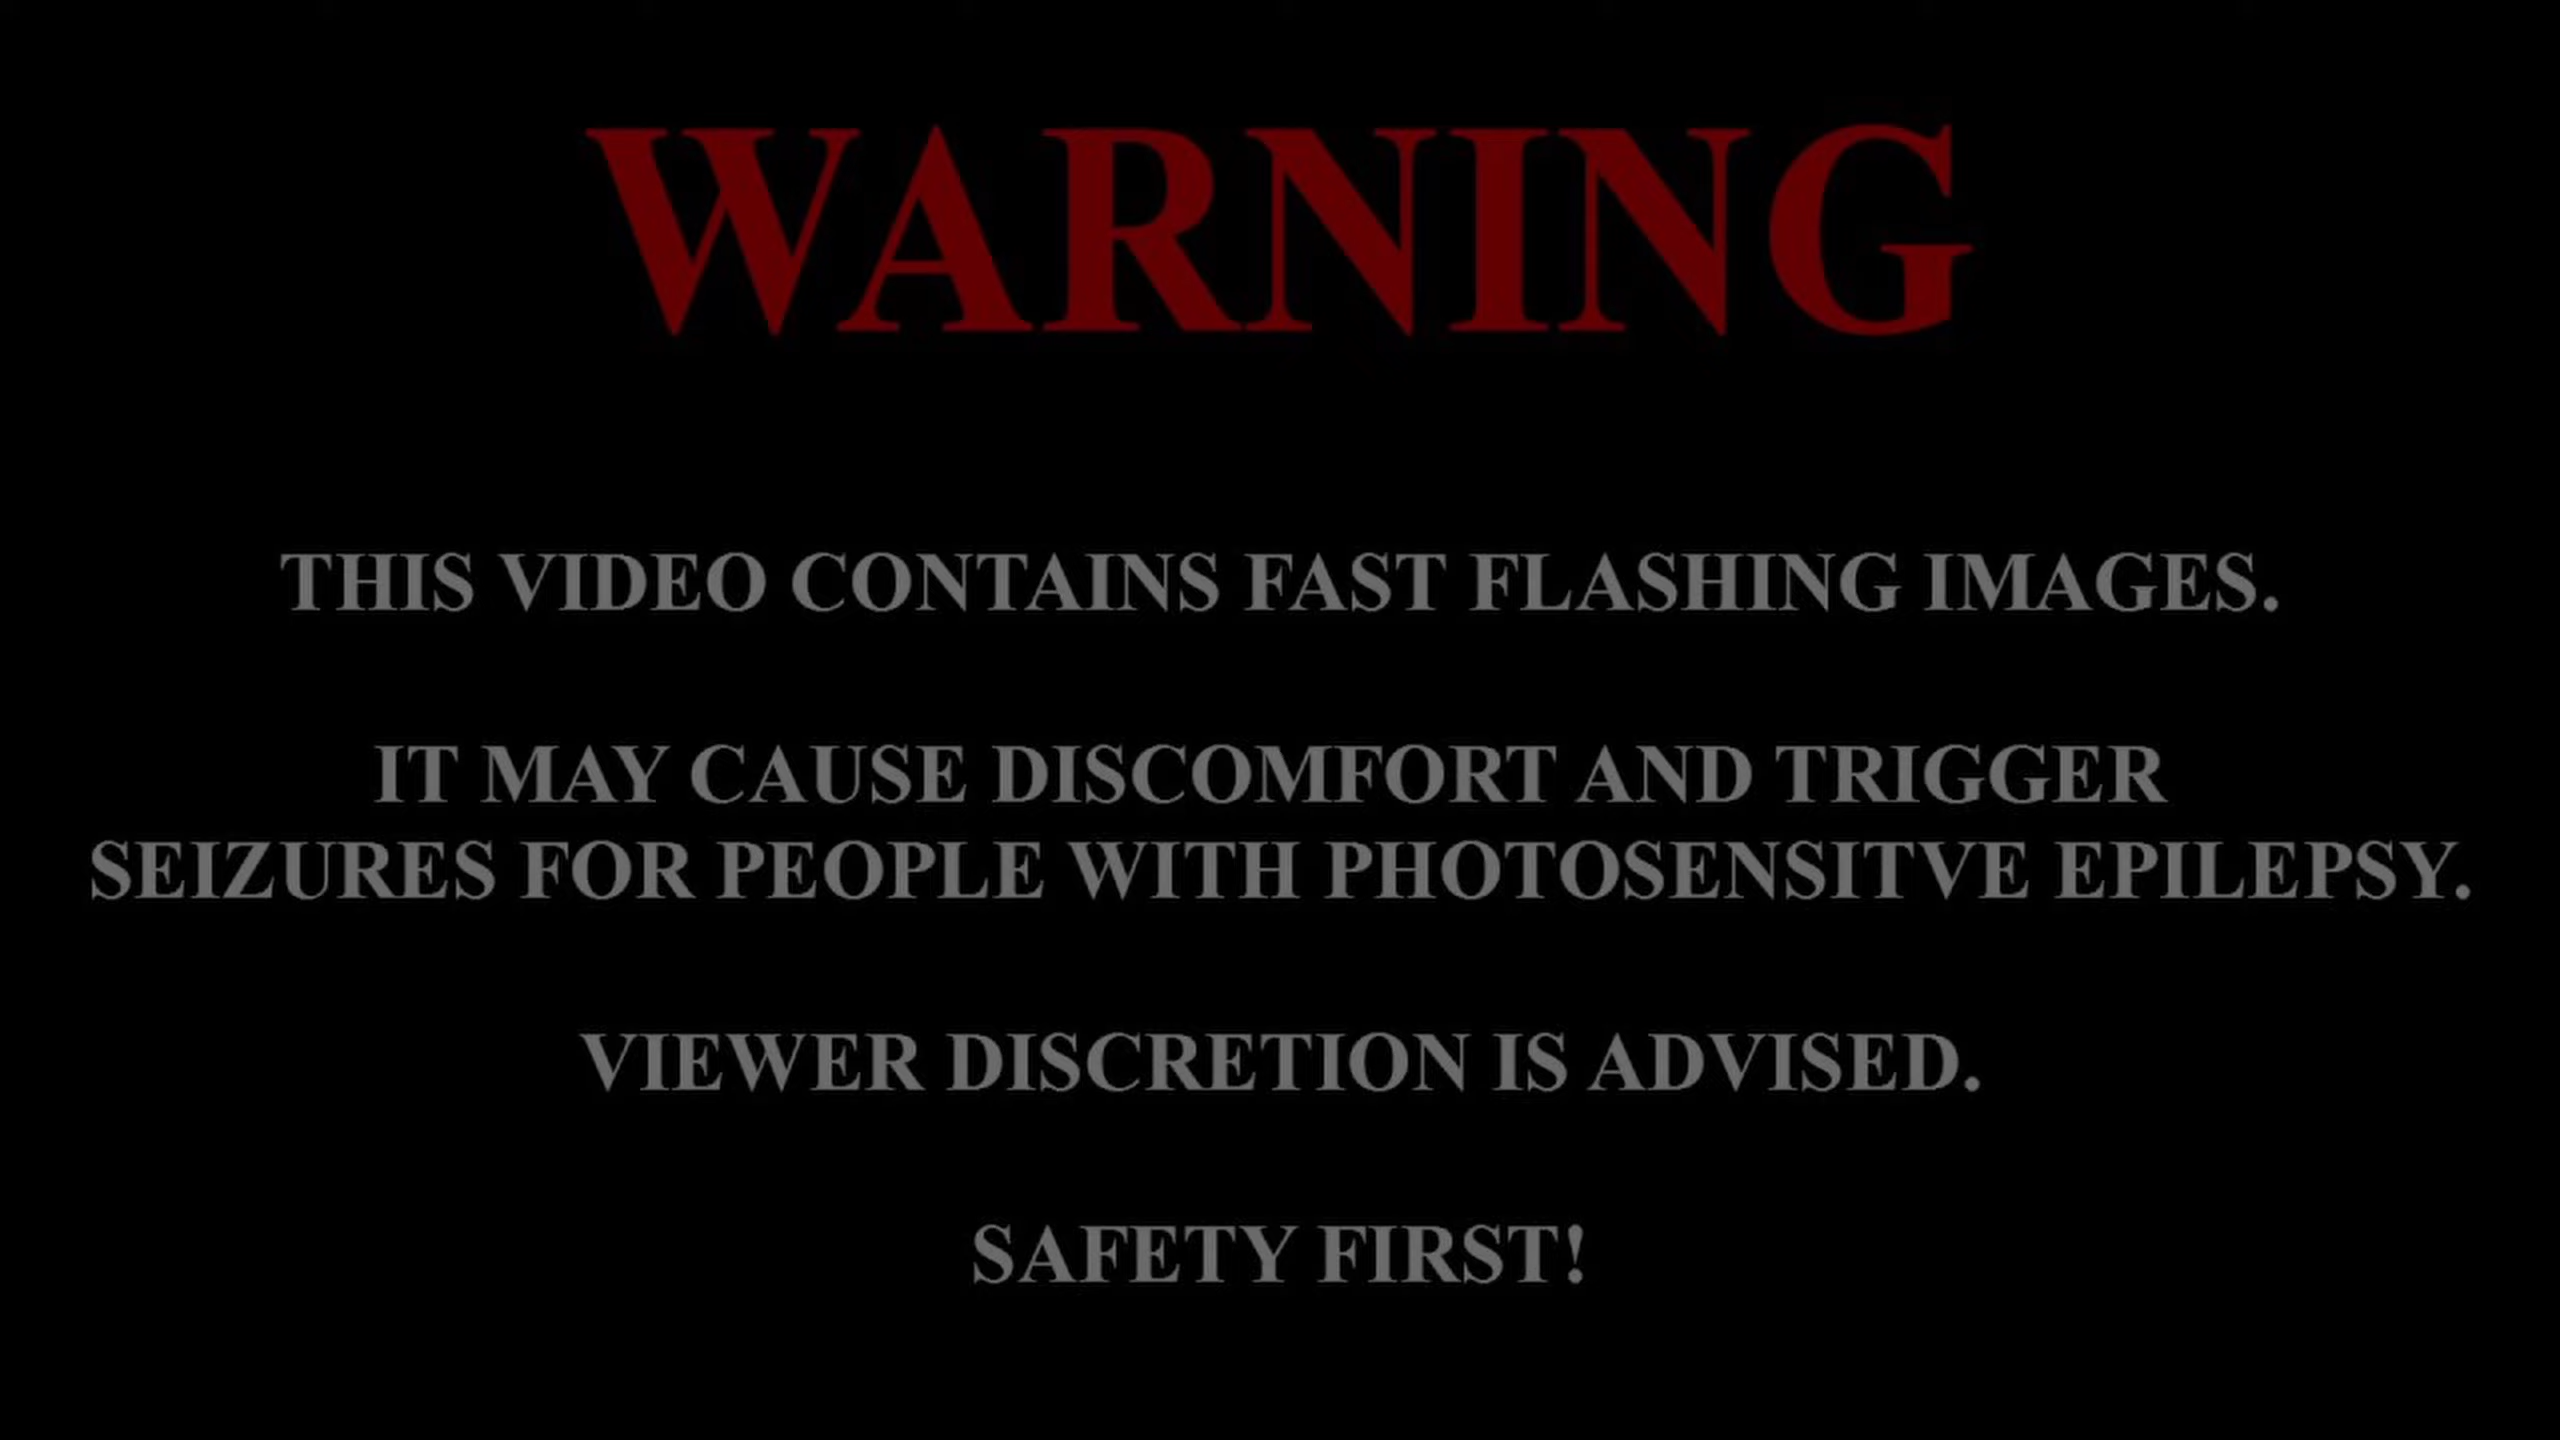 WARNING
THIS VIDEO CONTAINS FAST FLASHING IMAGES.
IT MAY CAUSE DISCOMFORT AND TRIGGER
SEIZURES FOR PEOPLE WITH PHOTOSENSITVE EPILEPSY.
VIEWER DISCRETION IS ADVISED.
SAFETY FIRST!